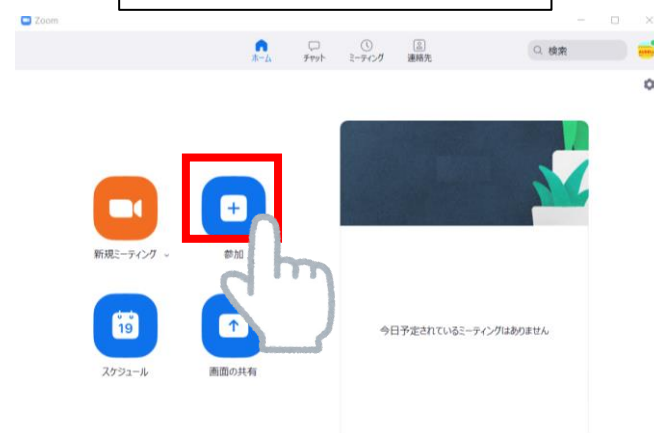 Zoom
ホーム
チャット
ミーティング
連絡先
検索
新規ミーティング
参加
19
スケジュール
画面の共有
今日予定されているミーティングはありません